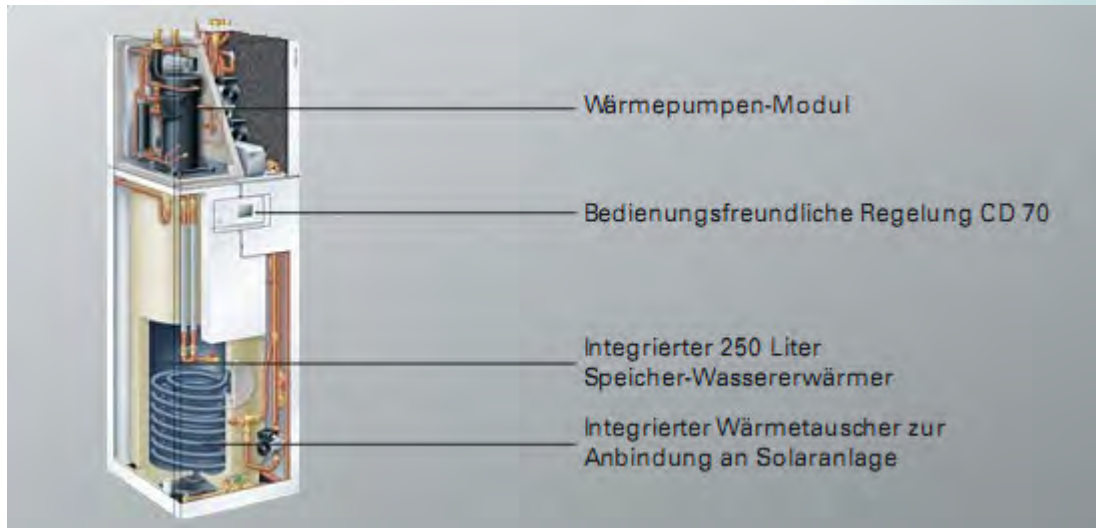 Wärmepumpen-Modul
Bedienungsfreundliche Regelung CD 70
Integrierter 250 Liter
Speicher-Wassererwärmer
Integrierter Wärmetauscher zur
Anbindung an Solaranlage